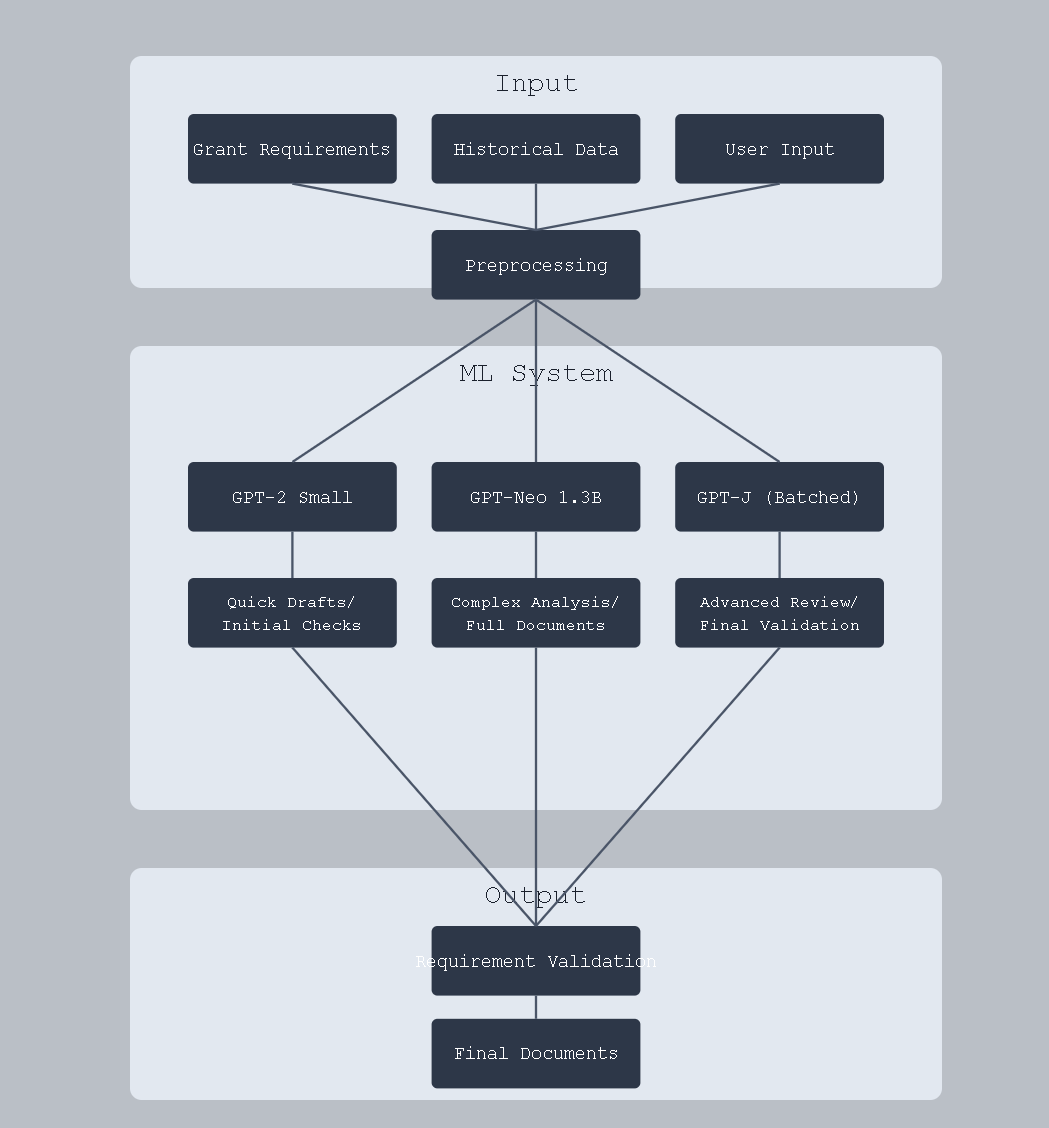 Input
Grant Requirements
Historical Data
User Input
Preprocessing
ML System
GPT-2 Small
GPT-Neo 1.3B
GPT-J (Batched)
Quick Drafts/
Initial Checks
Complex Analysis/
Full Documents
Advanced Review/
Final Validation
Output
Requirement Validation
Final Documents